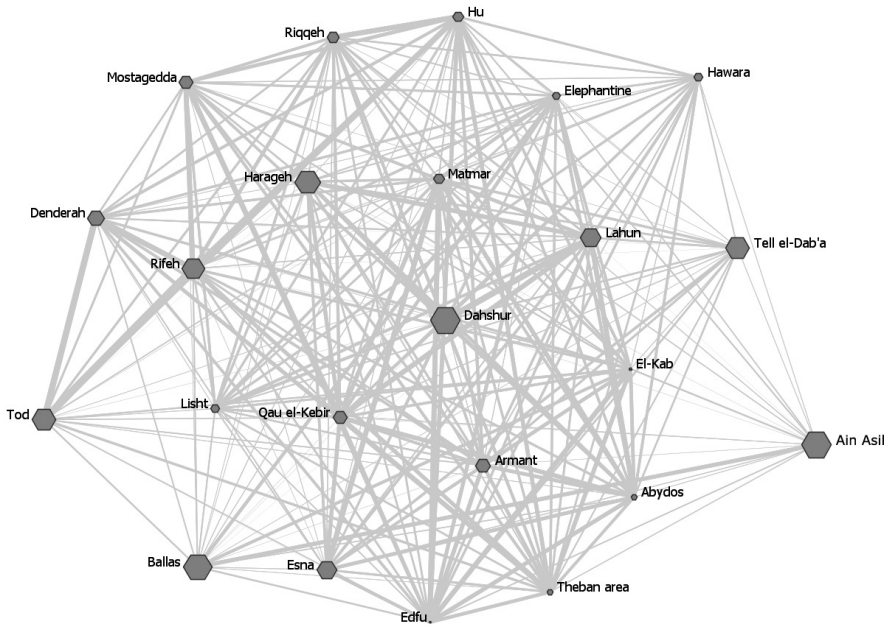 Hu
Riqqeh
Mostagedda
Hawara
Elephantine
Harageh
Matmar
Denderah
Lahun
Tell el-Dab'a
Rifeh
Dahshur
El-Kab
Lisht
Qau el-Kebir
Tod
Ain Asil
Armant
Abydos
Ballas
Esna
Theban area
Edfu